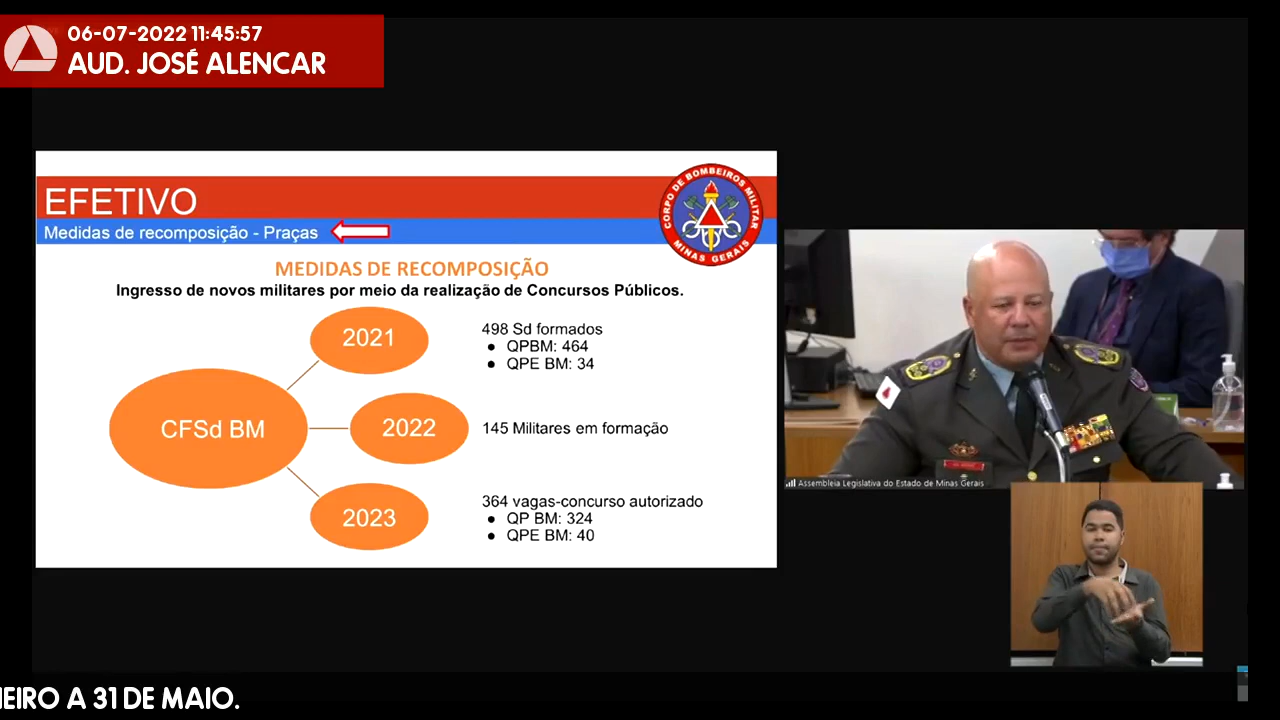 06-07-2022 11:45:57
AUD. JOSÉ ALENCAR
EFETIVO
Medidas de recomposição - Praças
CORPO DE BOMBEIROS MILITAR
MINAS GERAIS
MEDIDAS DE RECOMPOSIÇÃO
Ingresso de novos militares por meio da realização de Concursos Públicos.
CFSd BM
2021
498 Sd formados
● QPBM: 464
● QPE BM: 34
2022
145 Militares em formação
2023
364 vagas-concurso autorizado
● QP BM: 324
● QPE BM: 40
Assembleia Legislativa do Estado de Minas Gerais
EIRO A 31 DE MAIO.